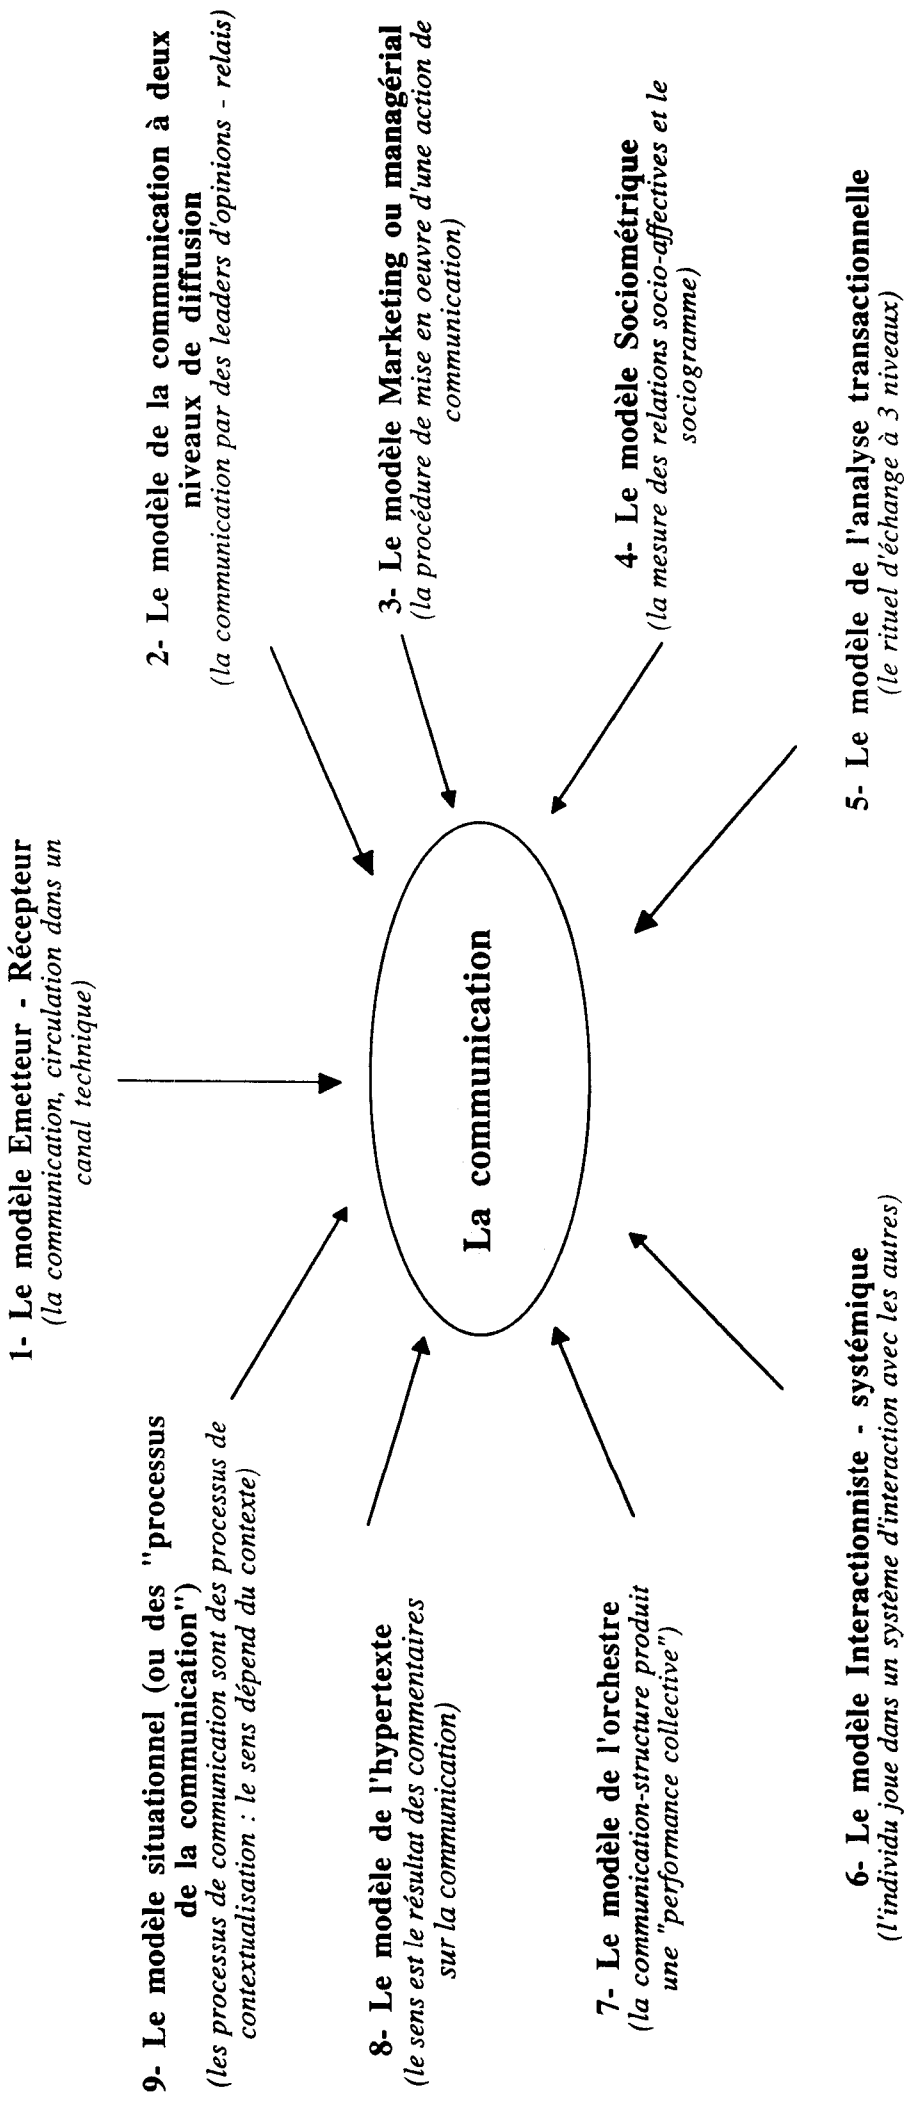 1- Le modèle Emetteur - Récepteur
(la communication, circulation dans un
canal technique)
2- Le modèle de la communication à deux
niveaux de diffusion
(la communication par des leaders d'opinions - relais)
3- Le modèle Marketing ou managérial
(la procédure de mise en oeuvre d'une action de
communication)
4- Le modèle Sociométrique
(la mesure des relations socio-affectives et le
sociogramme)
5- Le modèle de l'analyse transactionnelle
(le rituel d'échange à 3 niveaux)
6- Le modèle Interactionniste - systémique
(l'individu joue dans un système d'interaction avec les autres)
7- Le modèle de l'orchestre
(la communication-structure produit
une "performance collective")
8- Le modèle de l'hypertexte
(le sens est le résultat des commentaires
sur la communication)
9- Le modèle situationnel (ou des "processus
de la communication")
(les processus de communication sont des processus de
contextualisation : le sens dépend du contexte)
La communication